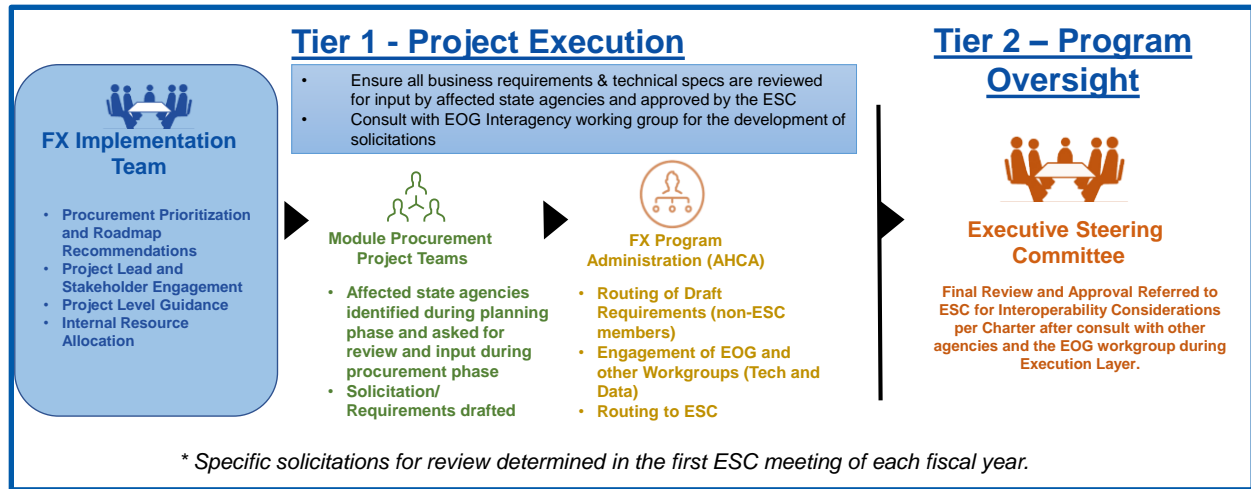 Tier 1 - Project Execution
• Ensure all business requirements & technical specs are reviewed
for input by affected state agencies and approved by the ESC
• Consult with EOG Interagency working group for the development of
solicitations
FX Implementation
Team
• Procurement Prioritization
and Roadmap
Recommendations
• Project Lead and
Stakeholder Engagement
• Project Level Guidance
• Internal Resource
Allocation
Module Procurement
Project Teams
• Affected state agencies
identified during planning
phase and asked for
review and input during
procurement phase
• Solicitation/
Requirements drafted
FX Program
Administration (AHCA)
• Routing of Draft
Requirements (non-ESC
members)
• Engagement of EOG and
other Workgroups (Tech and
Data)
• Routing to ESC
Tier 2 – Program
Oversight
Executive Steering
Committee
Final Review and Approval Referred to
ESC for Interoperability Considerations
per Charter after consult with other
agencies and the EOG workgroup during
Execution Layer.
* Specific solicitations for review determined in the first ESC meeting of each fiscal year.